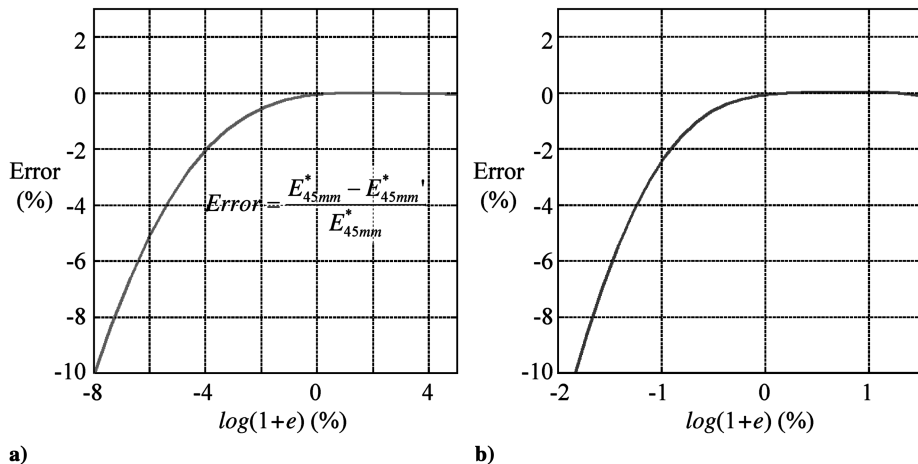 2
0
-2
Error
(%)
-4
-6
-8
-10
Error = (E*45mm − E*45mm') / E*45mm
-8 -4 0 4
log(1+e) (%)
a)
2
0
-2
Error
(%)
-4
-6
-8
-10
-2 -1 0 1
log(1+e) (%)
b)